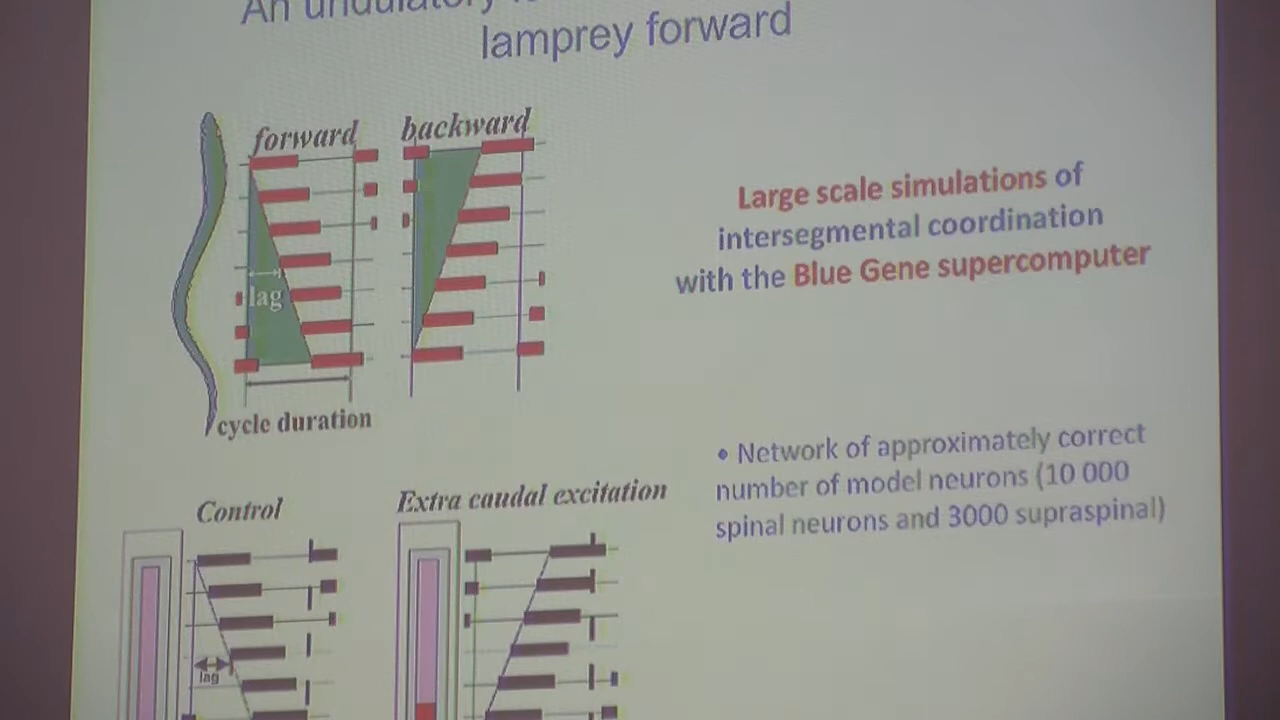 An undulatory
lamprey forward
forward
backward
lag
cycle duration
Large scale simulations of
intersegmental coordination
with the Blue Gene supercomputer
• Network of approximately correct
number of model neurons (10 000
spinal neurons and 3000 supraspinal)
Control
Extra caudal excitation
lag